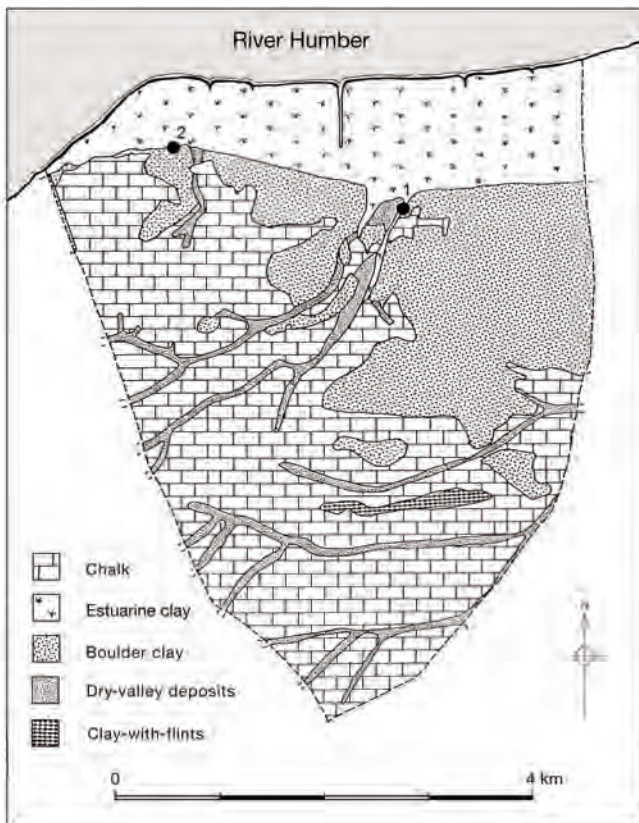 River Humber
2
1
Chalk
Estuarine clay
Boulder clay
Dry-valley deposits
Clay-with-flints
N
0 4 km